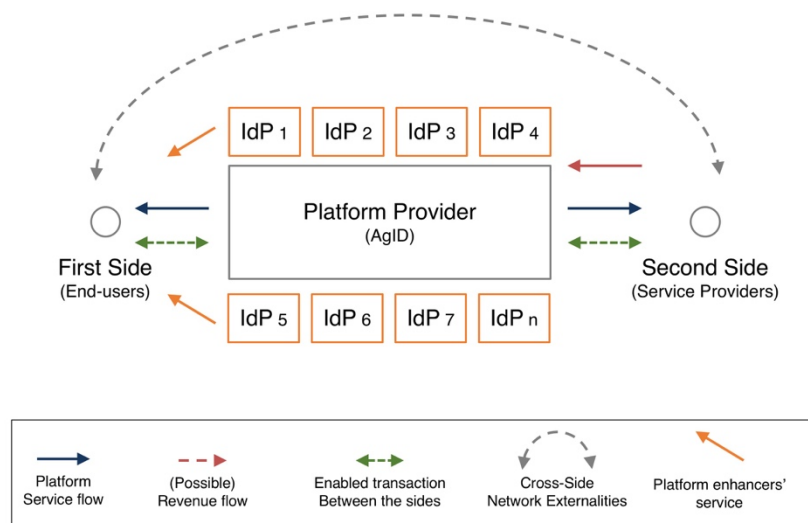 IdP 1
IdP 2
IdP 3
IdP 4
Platform Provider
(AgID)
First Side
(End-users)
Second Side
(Service Providers)
IdP 5
IdP 6
IdP 7
IdP n
Platform
Service flow
(Possible)
Revenue flow
Enabled transaction
Between the sides
Cross-Side
Network Externalities
Platform enhancers'
service